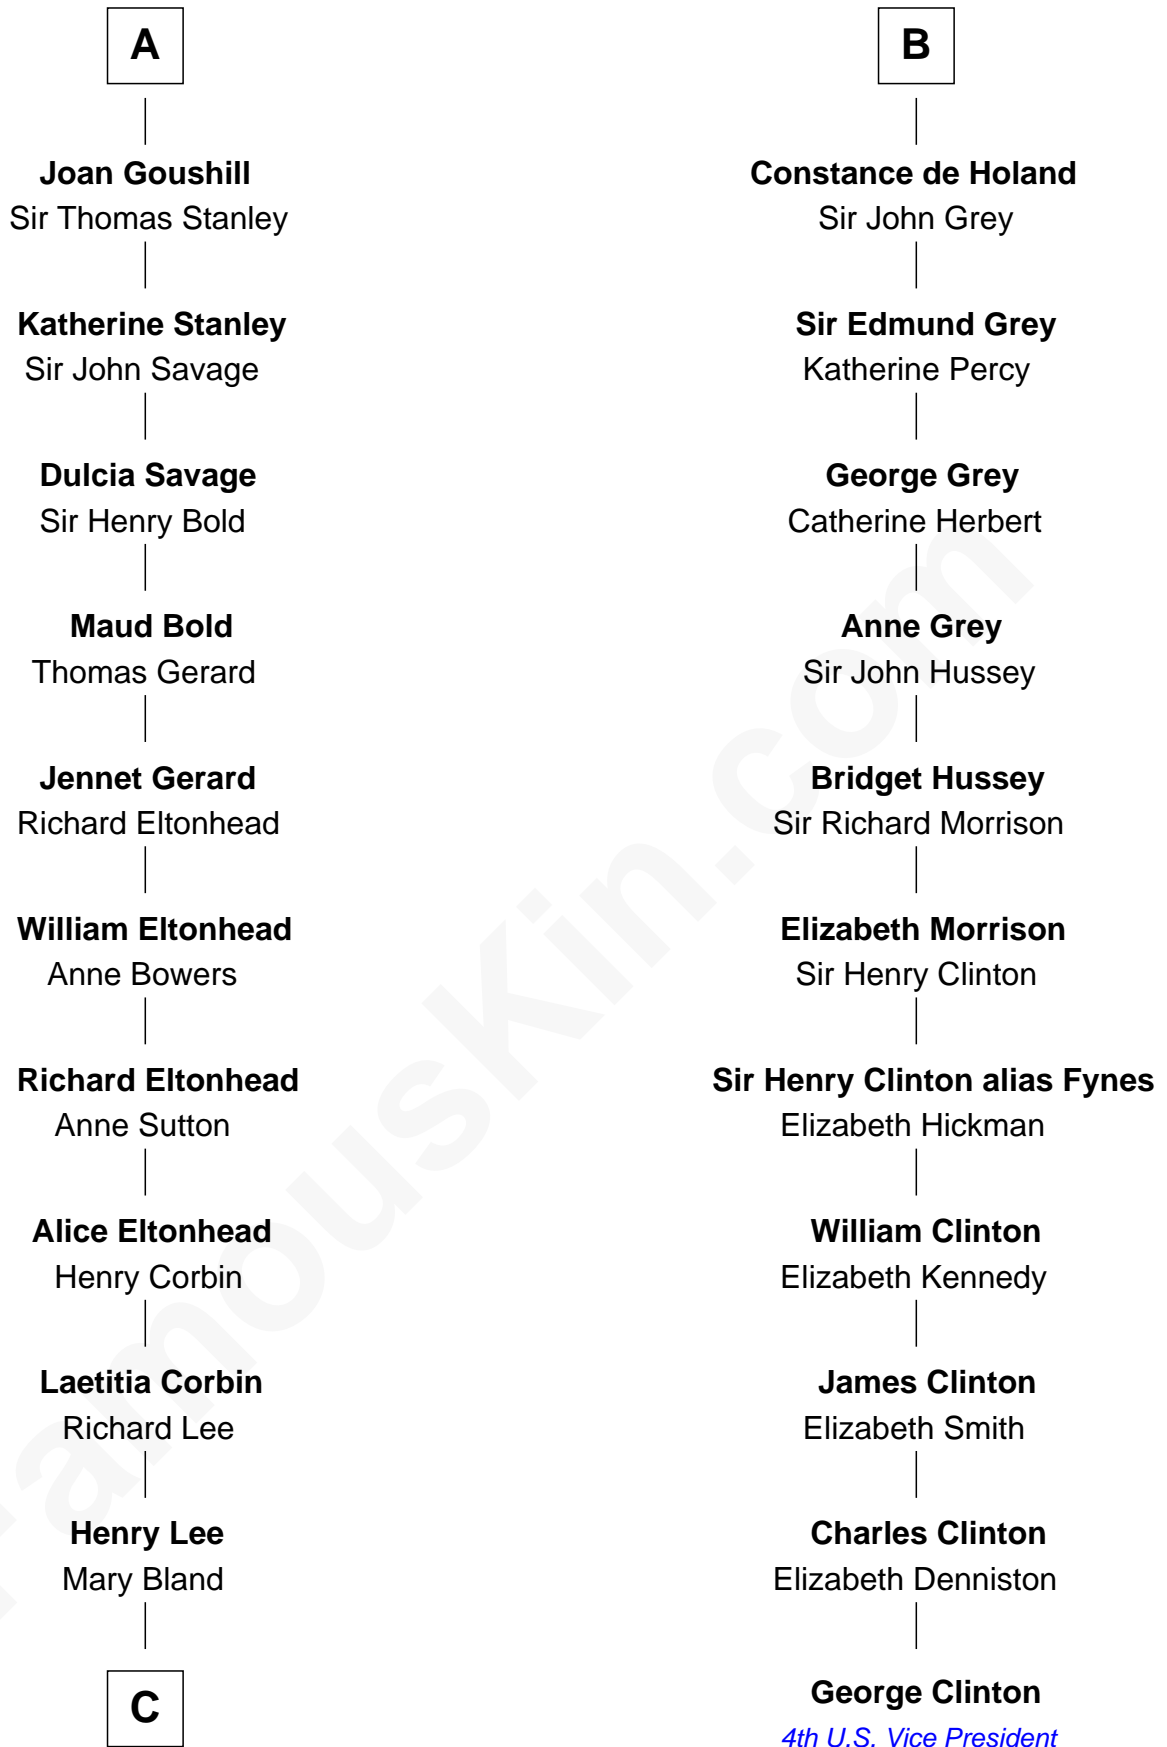 A
Joan Goushill
Sir Thomas Stanley
Katherine Stanley
Sir John Savage
Dulcia Savage
Sir Henry Bold
Maud Bold
Thomas Gerard
Jennet Gerard
Richard Eltonhead
William Eltonhead
Anne Bowers
Richard Eltonhead
Anne Sutton
Alice Eltonhead
Henry Corbin
Laetitia Corbin
Richard Lee
Henry Lee
Mary Bland
C
B
Constance de Holand
Sir John Grey
Sir Edmund Grey
Katherine Percy
George Grey
Catherine Herbert
Anne Grey
Sir John Hussey
Bridget Hussey
Sir Richard Morrison
Elizabeth Morrison
Sir Henry Clinton
Sir Henry Clinton alias Fynes
Elizabeth Hickman
William Clinton
Elizabeth Kennedy
James Clinton
Elizabeth Smith
Charles Clinton
Elizabeth Denniston
George Clinton
4th U.S. Vice President
FamousKin.com